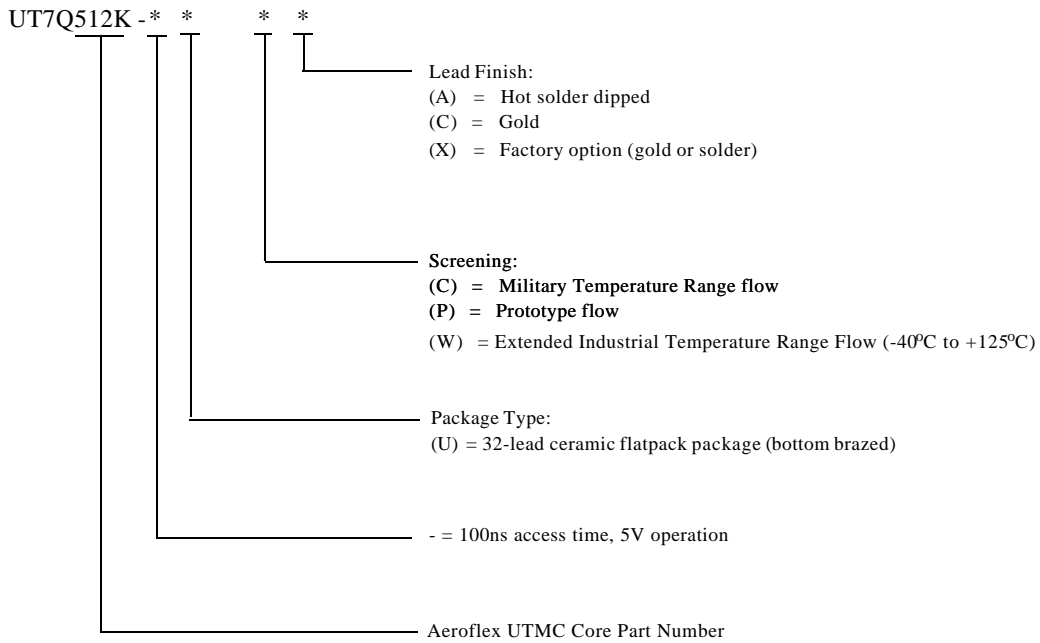 UT7Q512K - * * * *
Lead Finish:
(A) = Hot solder dipped
(C) = Gold
(X) = Factory option (gold or solder)
Screening:
(C) = Military Temperature Range flow
(P) = Prototype flow
(W) = Extended Industrial Temperature Range Flow (-40°C to +125°C)
Package Type:
(U) = 32-lead ceramic flatpack package (bottom brazed)
- = 100ns access time, 5V operation
Aeroflex UTMC Core Part Number